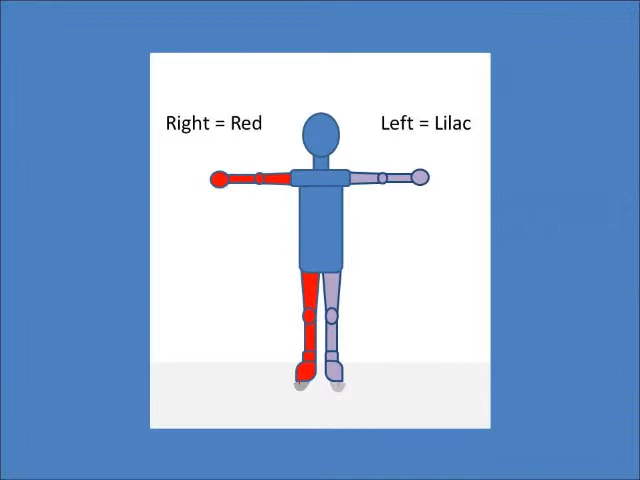 Right = Red
Left = Lilac